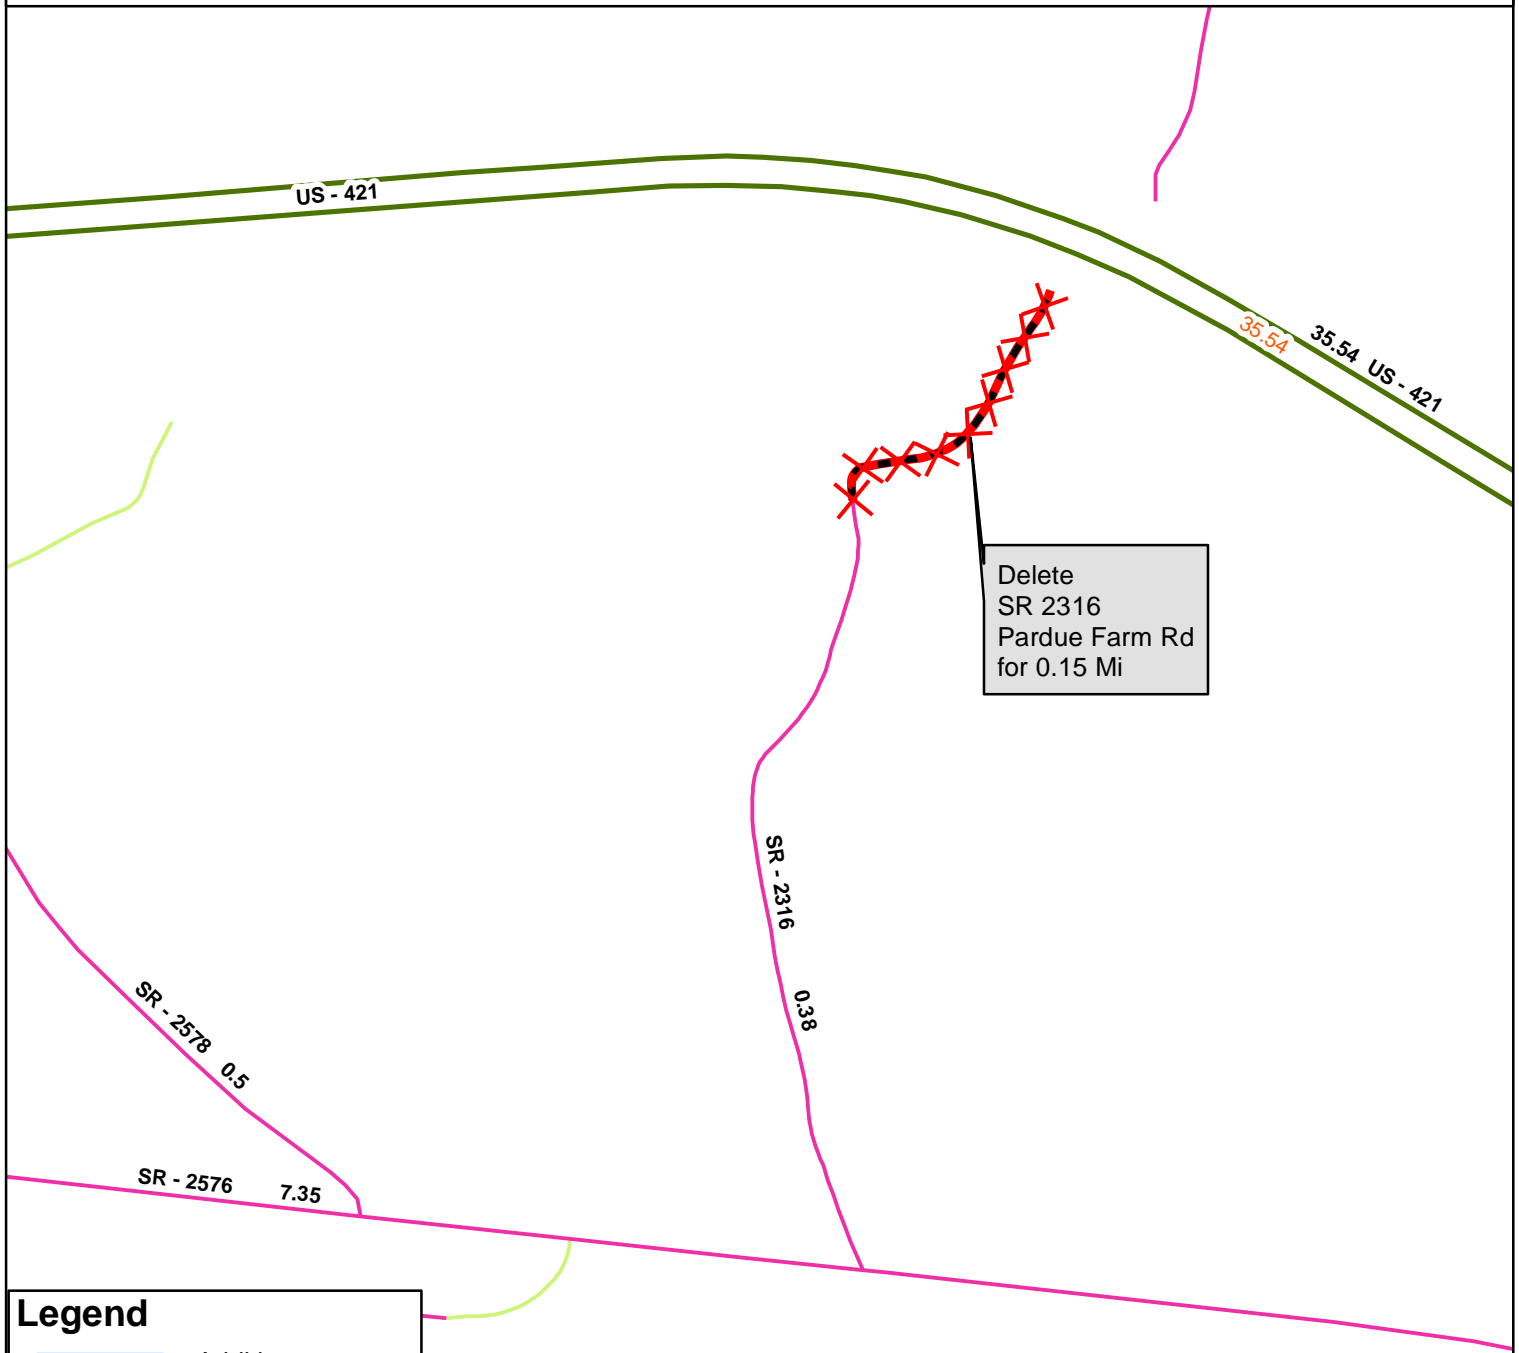 US - 421
35.54
35.54 US - 421
Delete
SR 2316
Pardue Farm Rd
for 0.15 Mi
SR - 2316
0.38
SR - 2578 0.5
SR - 2576 7.35
Legend